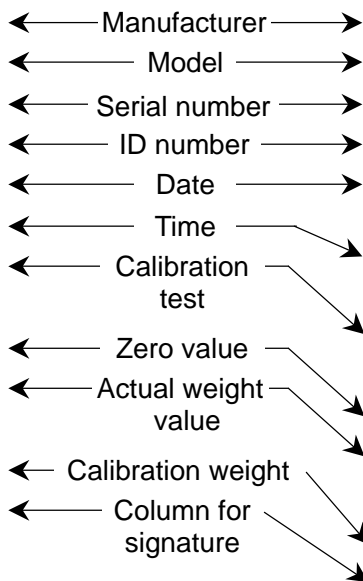 Manufacturer
Model
Serial number
ID number
Date
Time
Calibration
test
Zero value
Actual weight
value
Calibration weight
Column for
signature